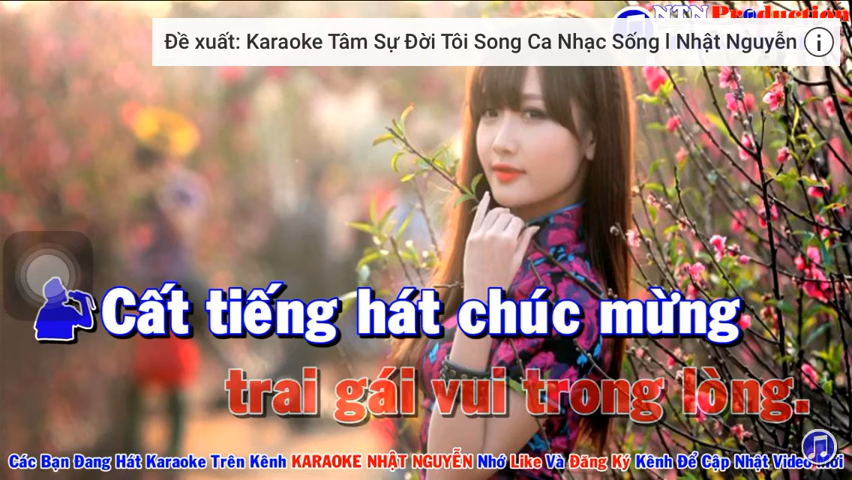 NTN Production
Đề xuất: Karaoke Tâm Sự Đời Tôi Song Ca Nhạc Sống l Nhật Nguyễn
Cất tiếng hát chúc mừng
trai gái vui trong lòng.
Các Bạn Đang Hát Karaoke Trên Kênh KARAOKE NHẬT NGUYỄN Nhớ Like Và Đăng Ký Kênh Để Cập Nhật Video Mới